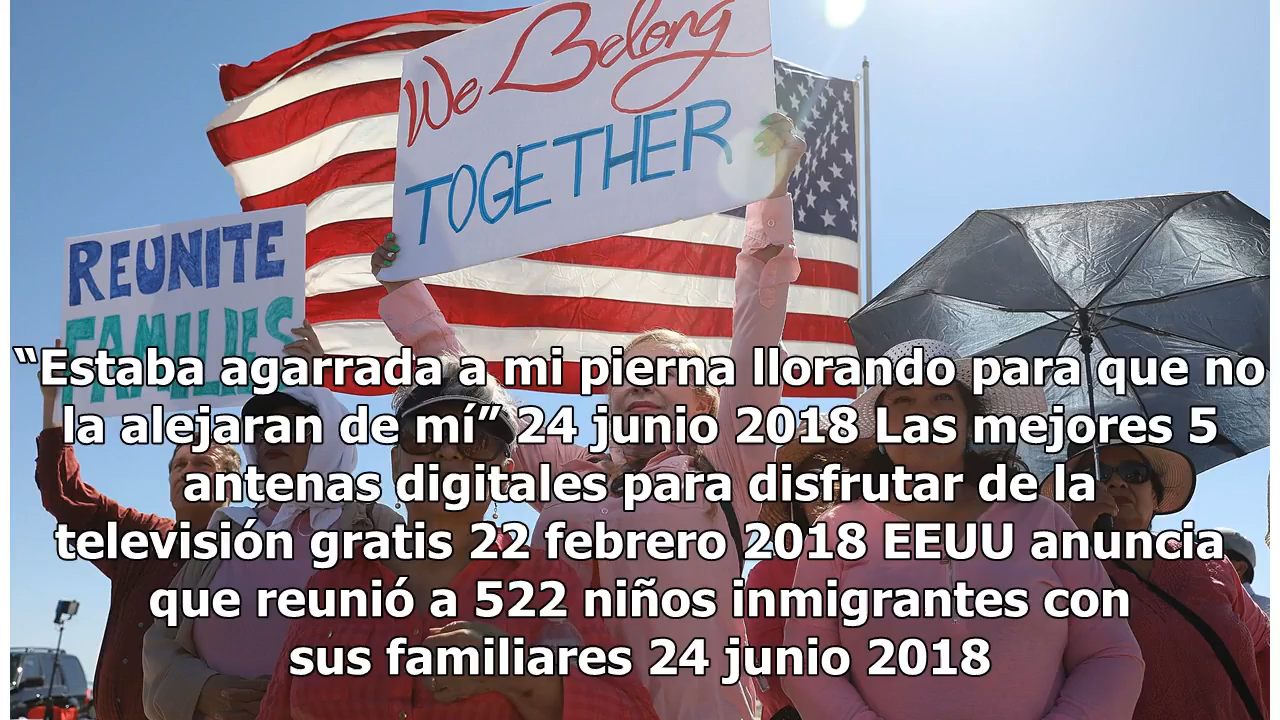 We Belong
TOGETHER
REUNITE
FAMILIES
“Estaba agarrada a mi pierna llorando para que no
la alejaran de mí” 24 junio 2018 Las mejores 5
antenas digitales para disfrutar de la
televisión gratis 22 febrero 2018 EEUU anuncia
que reunió a 522 niños inmigrantes con
sus familiares 24 junio 2018